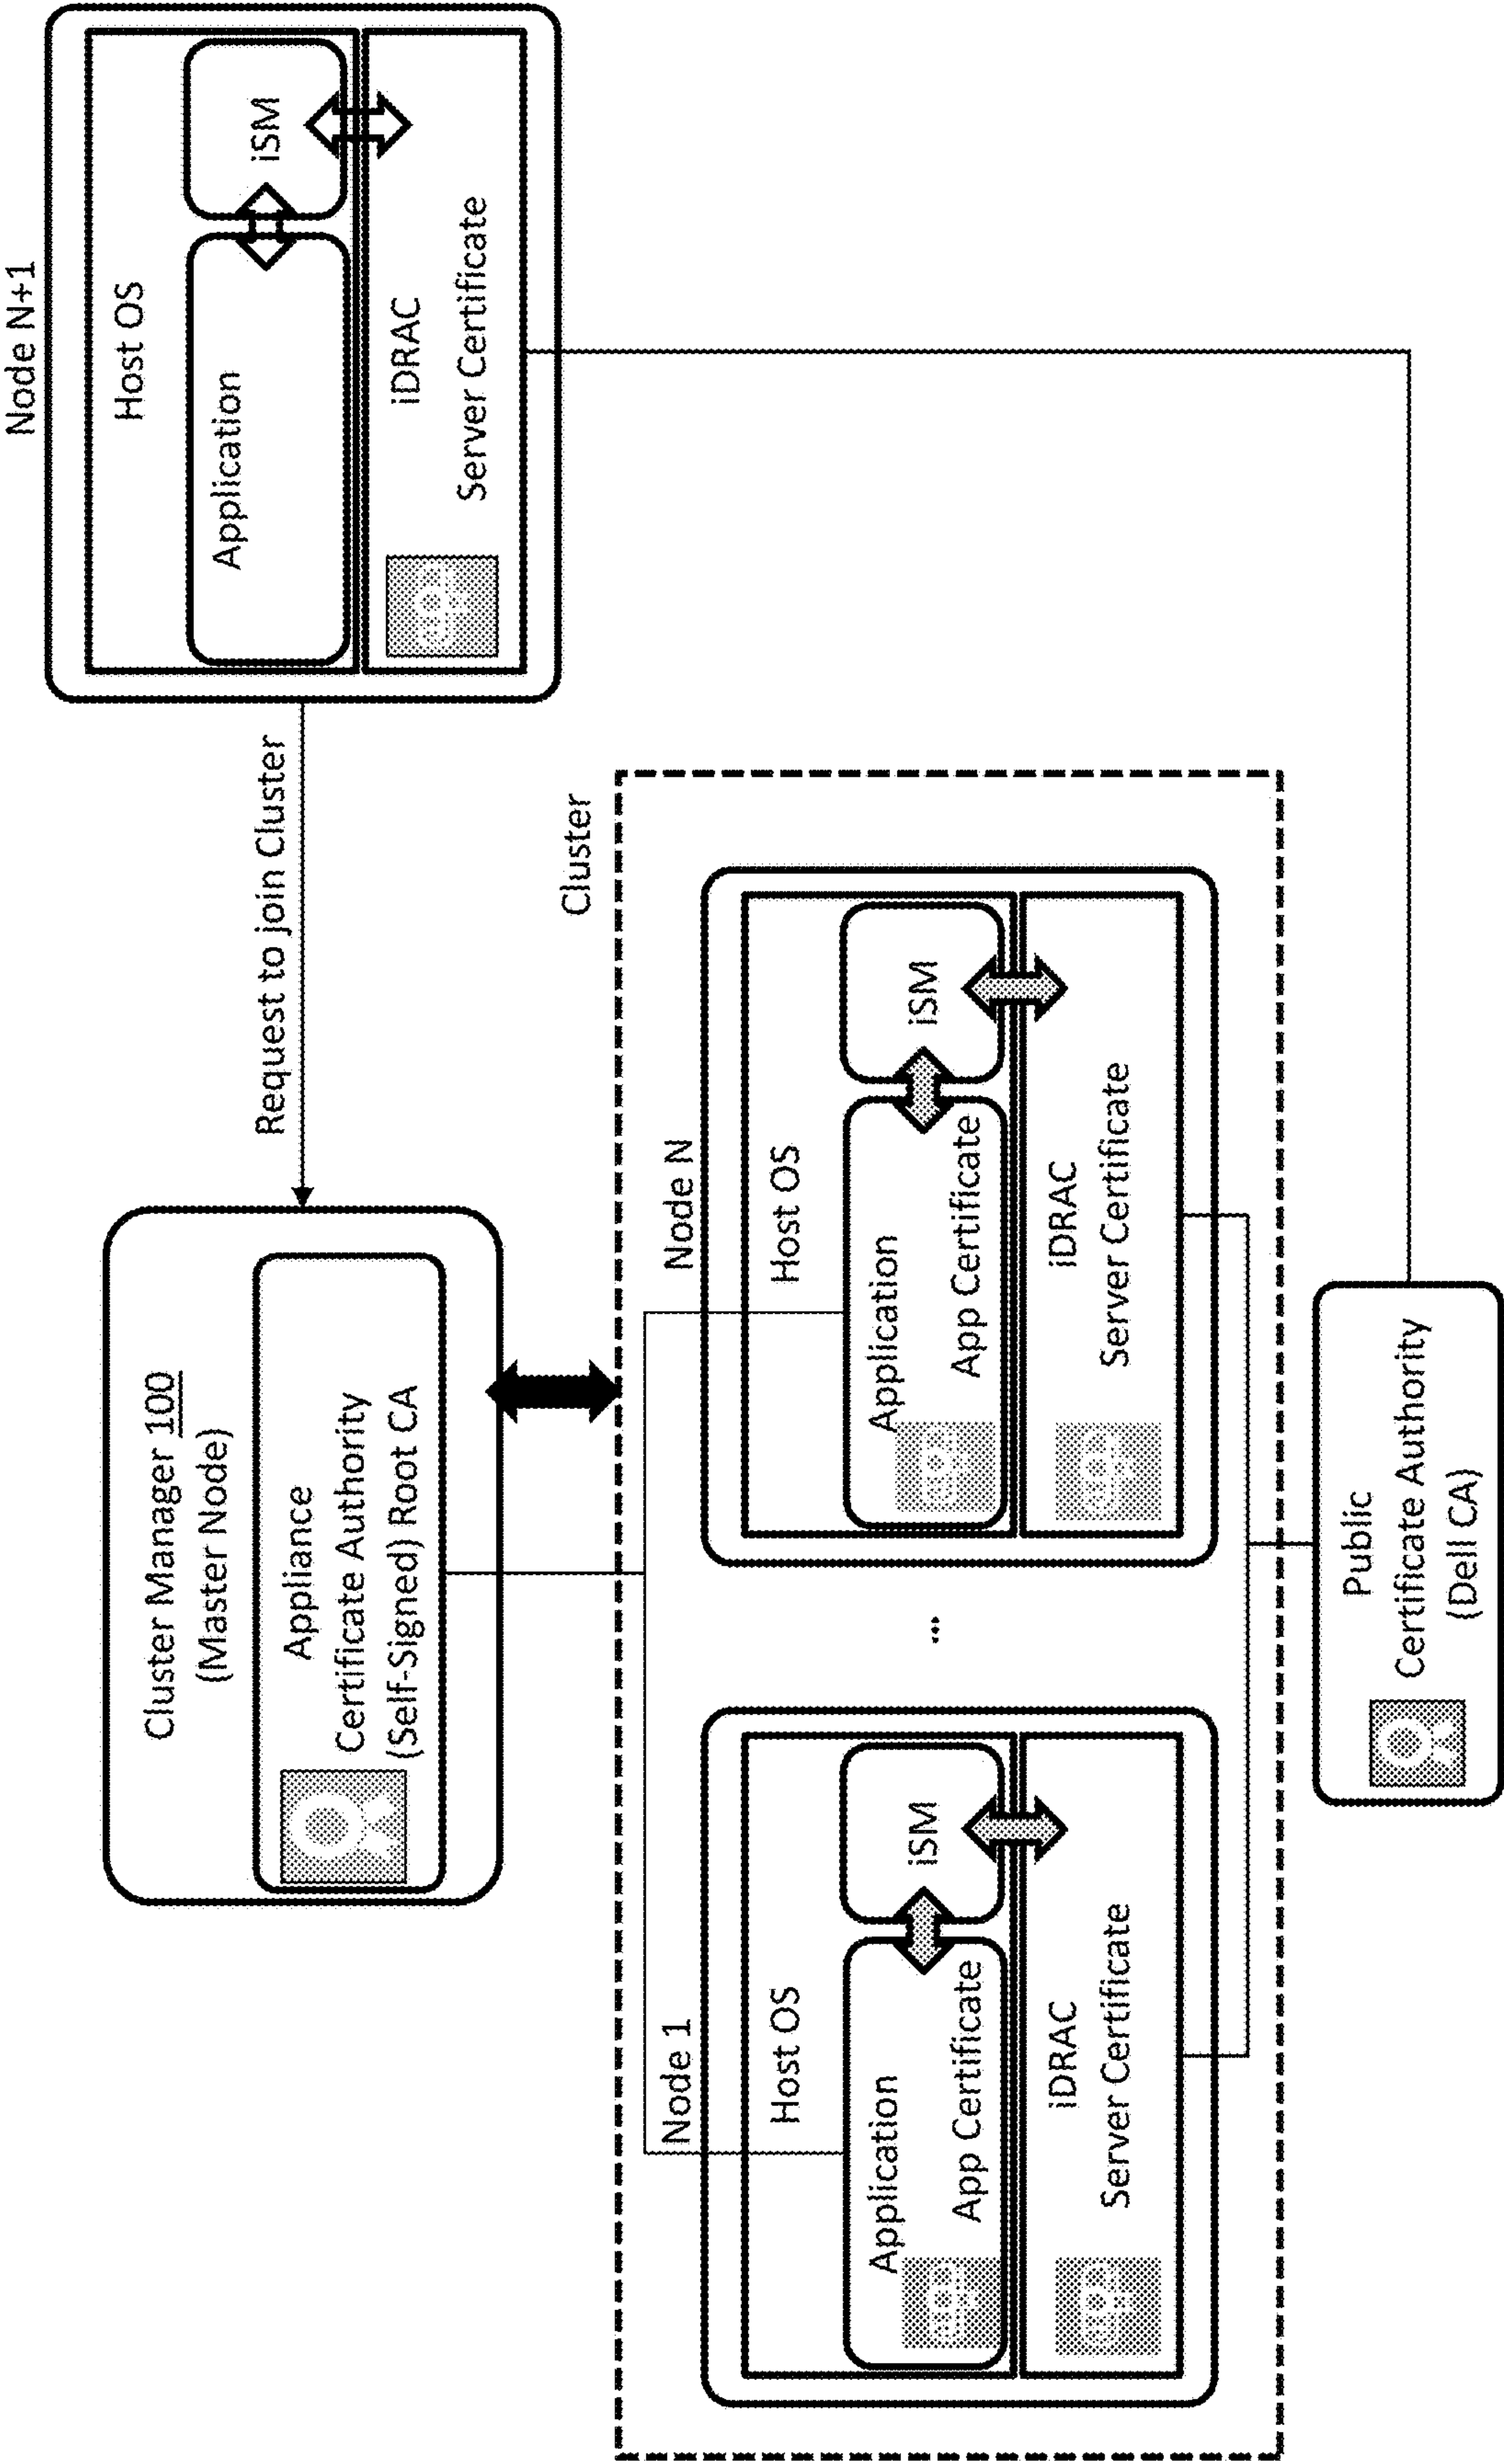 Cluster Manager 100
(Master Node)
Appliance
Certificate Authority
(Self-Signed) Root CA
Request to join Cluster
Node N+1
Host OS
Application
iSM
iDRAC
Server Certificate
Cluster
Node 1
Host OS
Application
App Certificate
iSM
iDRAC
Server Certificate
...
Node N
Host OS
Application
App Certificate
iSM
iDRAC
Server Certificate
Public
Certificate Authority
(Dell CA)